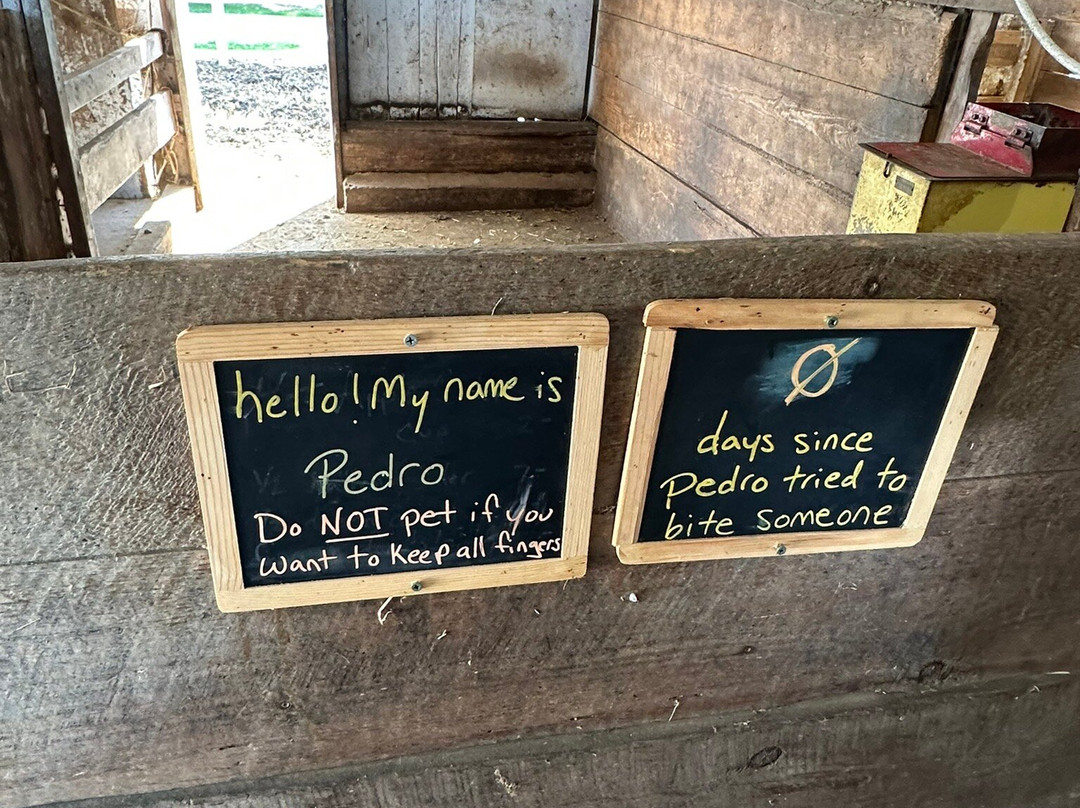 hello! My name is
Pedro
Do NOT pet if you
want to keep all fingers
Ø
days since
Pedro tried to
bite someone